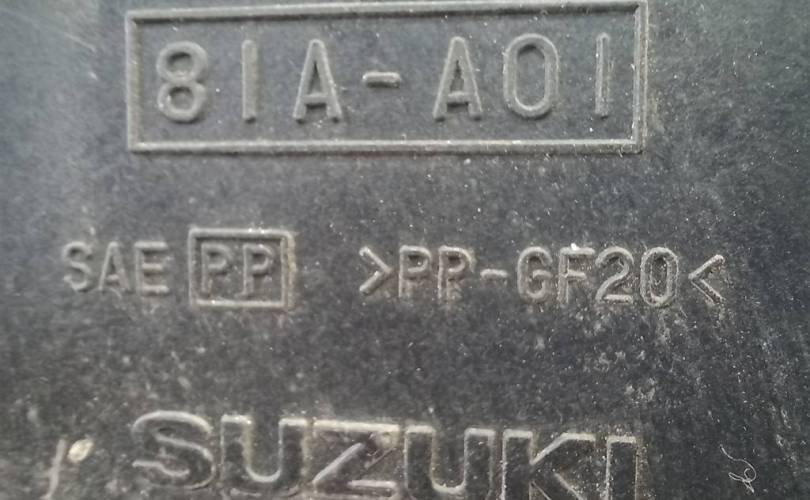 81A-A01
SAE PP >PP-GF20<
SUZUKI